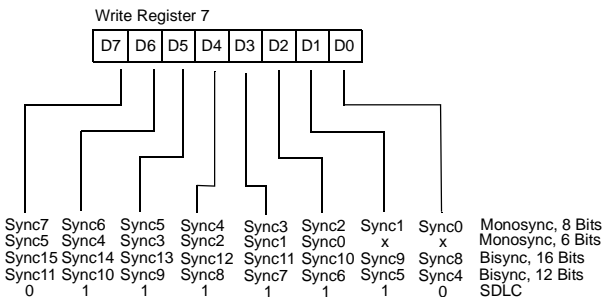 Write Register 7
D7 D6 D5 D4 D3 D2 D1 D0
Sync7 Sync6 Sync5 Sync4 Sync3 Sync2 Sync1 Sync0 Monosync, 8 Bits
Sync5 Sync4 Sync3 Sync2 Sync1 Sync0 x x Monosync, 6 Bits
Sync15 Sync14 Sync13 Sync12 Sync11 Sync10 Sync9 Sync8 Bisync, 16 Bits
Sync11 Sync10 Sync9 Sync8 Sync7 Sync6 Sync5 Sync4 Bisync, 12 Bits
0 1 1 1 1 1 1 0 SDLC